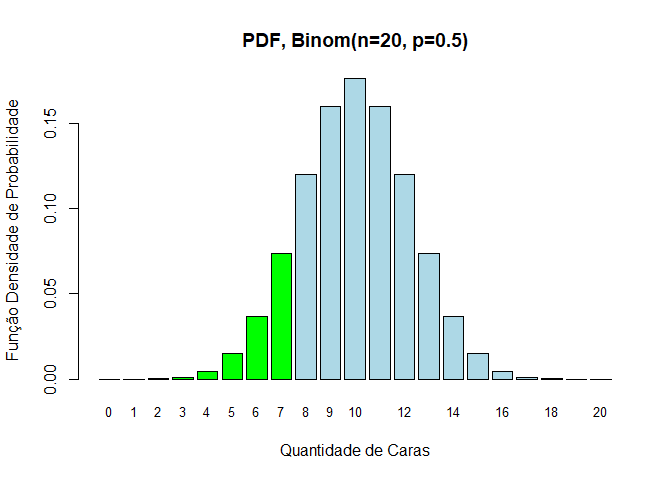 PDF, Binom(n=20, p=0.5)
Função Densidade de Probabilidade
0.15
0.10
0.05
0.00
0 1 2 3 4 5 6 7 8 9 10 12 14 16 18 20
Quantidade de Caras